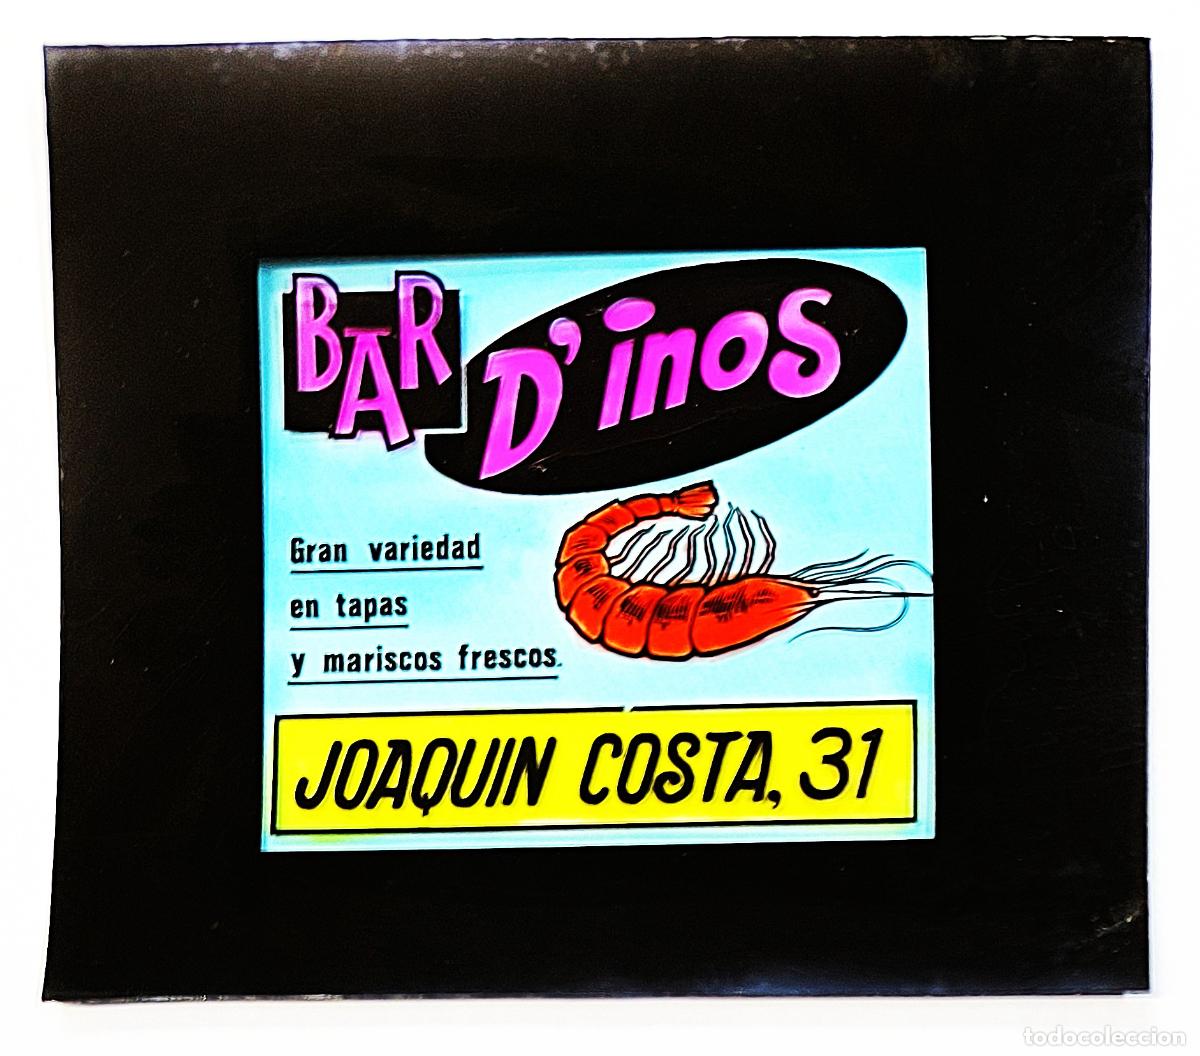 BAR
D'inos
Gran variedad
en tapas
y mariscos frescos.
JOAQUIN COSTA, 31
todocoleccion